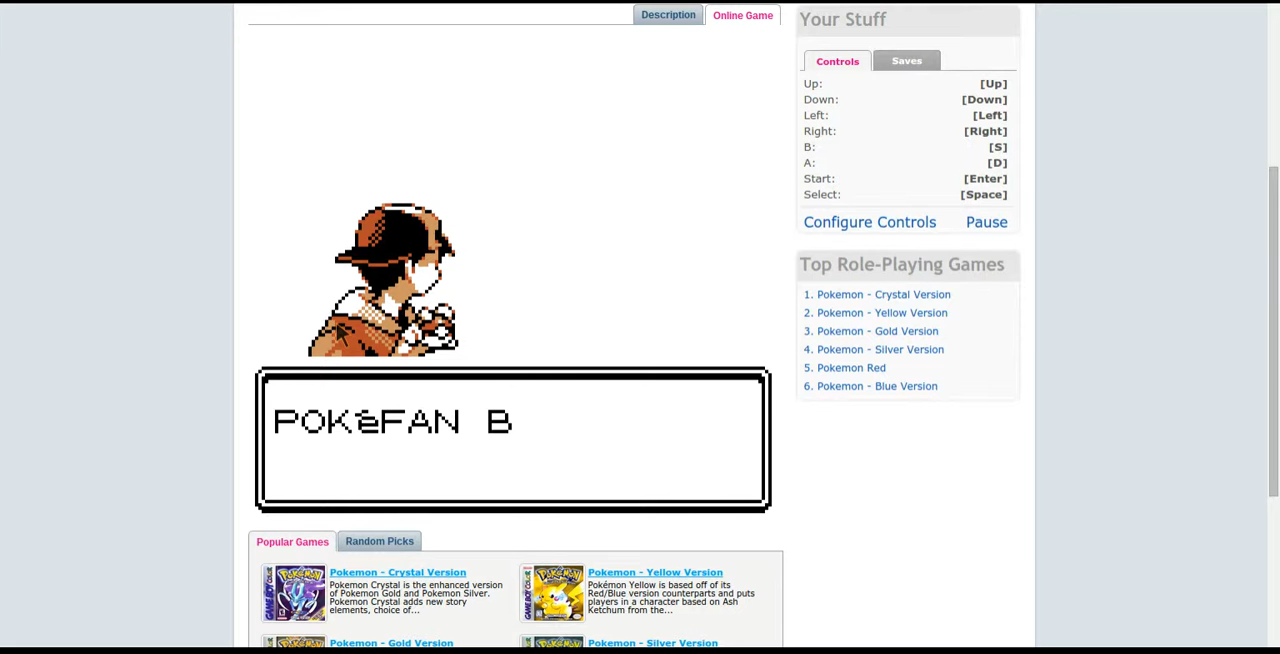 Description
Online Game
POKéFAN B
Your Stuff
Controls
Saves
Up: [Up]
Down: [Down]
Left: [Left]
Right: [Right]
B: [S]
A: [D]
Start: [Enter]
Select: [Space]
Configure Controls
Pause
Top Role-Playing Games
1. Pokemon - Crystal Version
2. Pokemon - Yellow Version
3. Pokemon - Gold Version
4. Pokemon - Silver Version
5. Pokemon Red
6. Pokemon - Blue Version
Popular Games
Random Picks
Pokemon - Crystal Version
Pokemon Crystal is the enhanced version
of Pokemon Gold and Pokemon Silver.
Pokemon Crystal adds new story
elements, choice of...
Pokemon - Yellow Version
Pokémon Yellow is based off of its
Red/Blue version counterparts and puts
players in a character based on Ash
Ketchum from the...
Pokemon - Gold Version
Pokemon - Silver Version